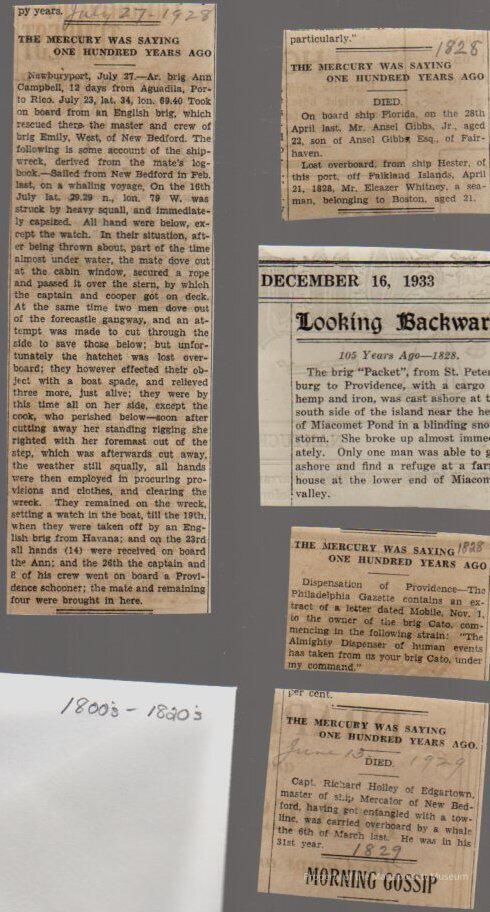 py years.
July 27 - 1928
THE MERCURY WAS SAYING
ONE HUNDRED YEARS AGO
Newburyport, July 27.—Ar. brig Ann
Campbell, 12 days from Aguadilla, Por-
to Rico. July 23, lat. 34, lon. 69.40 Took
on board from an English brig, which
rescued there the master and crew of
brig Emily, West, of New Bedford. The
following is some account of the ship-
wreck, derived from the mate's log-
book.—Sailed from New Bedford in Feb.
last, on a whaling voyage, On the 16th
July lat. 29.29 n., lon. 79 W. was
struck by heavy squall, and immediate-
ly capsized. All hand were below, ex-
cept the watch. In their situation, aft-
er being thrown about, part of the time
almost under water, the mate dove out
at the cabin window, secured a rope
and passed it over the stern, by which
the captain and cooper got on deck.
At the same time two men dove out
of the forecastle gangway, and an at-
tempt was made to cut through the
side to save those below; but unfor-
tunately the hatchet was lost over-
board; they however effected their ob-
ject with a boat spade, and relieved
three more, just alive; they were by
this time all on her side, except the
cook, who perished below—soon after
cutting away her standing rigging she
righted with her foremast out of the
step, which was afterwards cut away,
the weather still squally, all hands
were then employed in procuring pro-
visions and clothes, and clearing the
wreck. They remained on the wreck,
setting a watch in the boat, till the 19th,
when they were taken off by an Eng-
lish brig from Havana; and on the 23rd
all hands (14) were received on board
the Ann; and the 26th the captain and
8 of his crew went on board a Provi-
dence schooner; the mate and remaining
four were brought in here.
1800's - 1820's
particularly."
1828
THE MERCURY WAS SAYING
ONE HUNDRED YEARS AGO
DIED.
On board ship Florida, on the 28th
April last, Mr. Ansel Gibbs, Jr., aged
22, son of Ansel Gibbs Esq., of Fair-
haven.
Lost overboard, from ship Hester, of
this port, off Falkland Islands, April
21, 1828, Mr. Eleazer Whitney, a sea-
man, belonging to Boston, aged 21.
DECEMBER 16, 1933
Looking Backwar
105 Years Ago—1828.
The brig "Packet", from St. Peter
burg to Providence, with a cargo
hemp and iron, was cast ashore at t
south side of the island near the he
of Miacomet Pond in a blinding sno
storm. She broke up almost imme
ately. Only one man was able to g
ashore and find a refuge at a far
house at the lower end of Miacom
valley.
THE MERCURY WAS SAYING 1828
ONE HUNDRED YEARS AGO
Dispensation of Providence—The
Philadelphia Gazette contains an ex-
tract of a letter dated Mobile, Nov. 1,
to the owner of the brig Cato, com-
mencing in the following strain: "The
Almighty Dispenser of human events
has taken from us your brig Cato, under
my command."
per cent.
THE MERCURY WAS SAYING
ONE HUNDRED YEARS AGO.
June 13 1929
DIED.
Capt. Richard Holley of Edgartown,
master of ship Mercator of New Bed-
ford, having got entangled with a tow-
line, was carried overboard by a whale
the 6th of March last. He was in his
31st year.
1829
MORNING GOSSIP